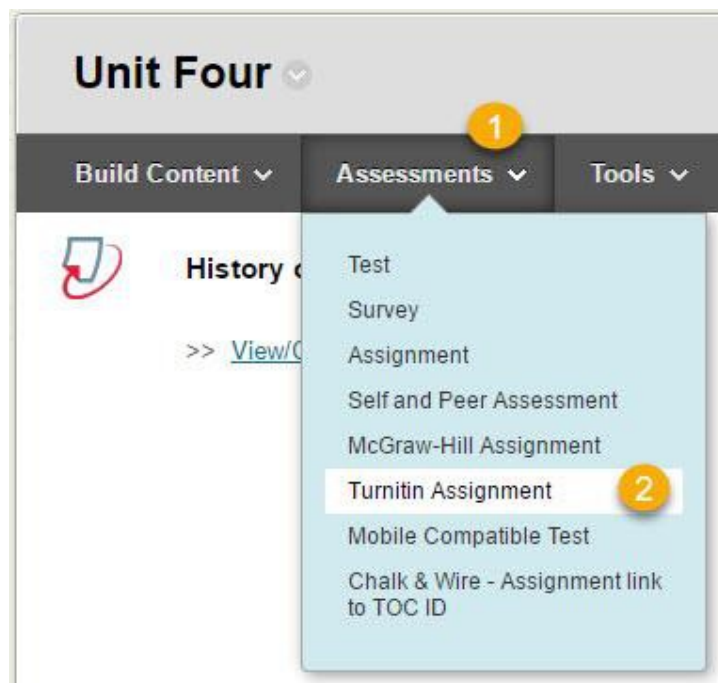 Unit Four
1
Build Content Assessments Tools
History
Test
Survey
>> View/
Assignment
Self and Peer Assessment
McGraw-Hill Assignment
Turnitin Assignment 2
Mobile Compatible Test
Chalk & Wire - Assignment link
to TOC ID